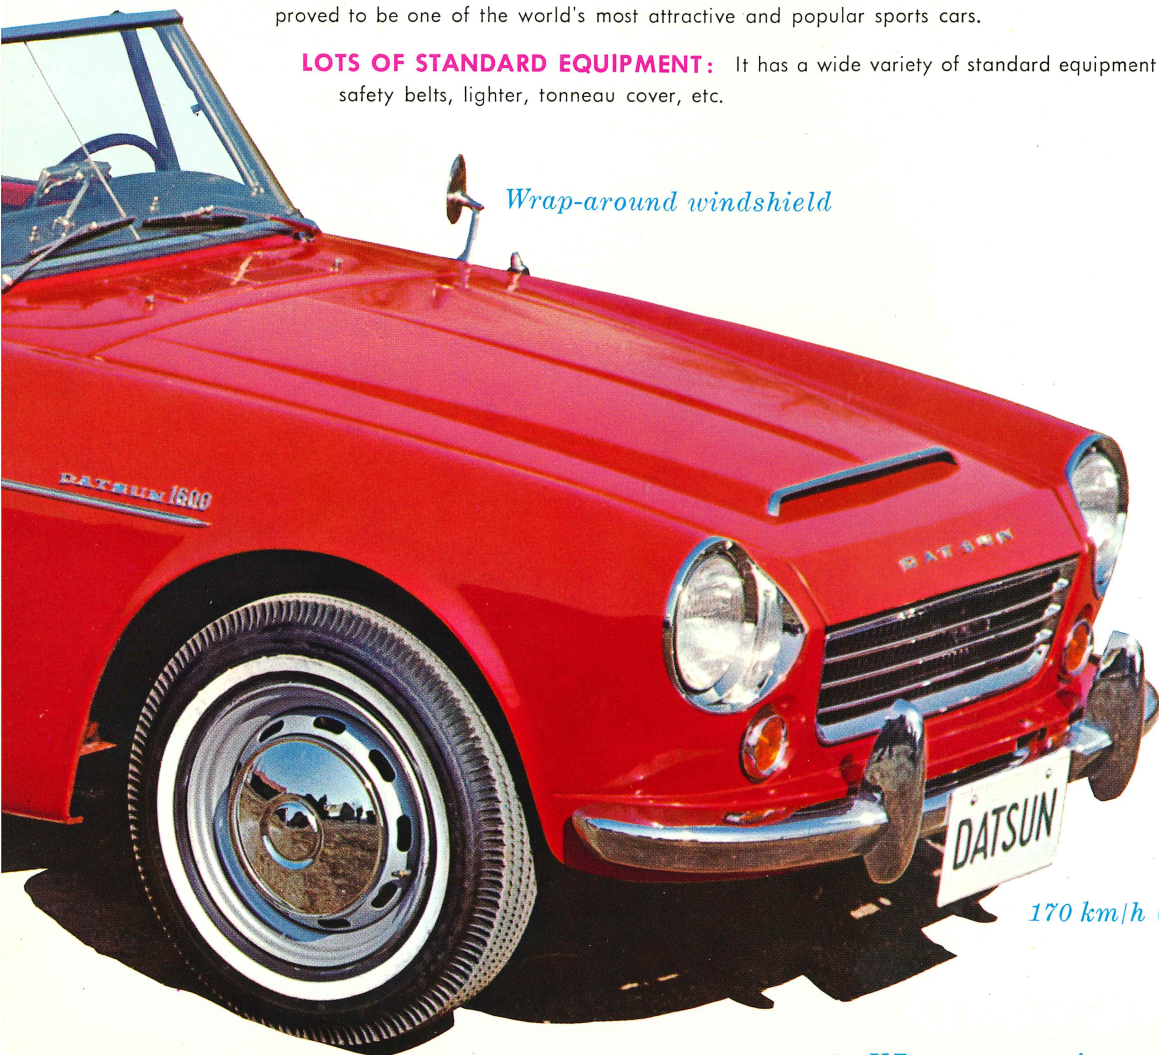 proved to be one of the world's most attractive and popular sports cars.
LOTS OF STANDARD EQUIPMENT: It has a wide variety of standard equipment
safety belts, lighter, tonneau cover, etc.
Wrap-around windshield
DATSUN 1600
DATSUN
DATSUN
170 km/h